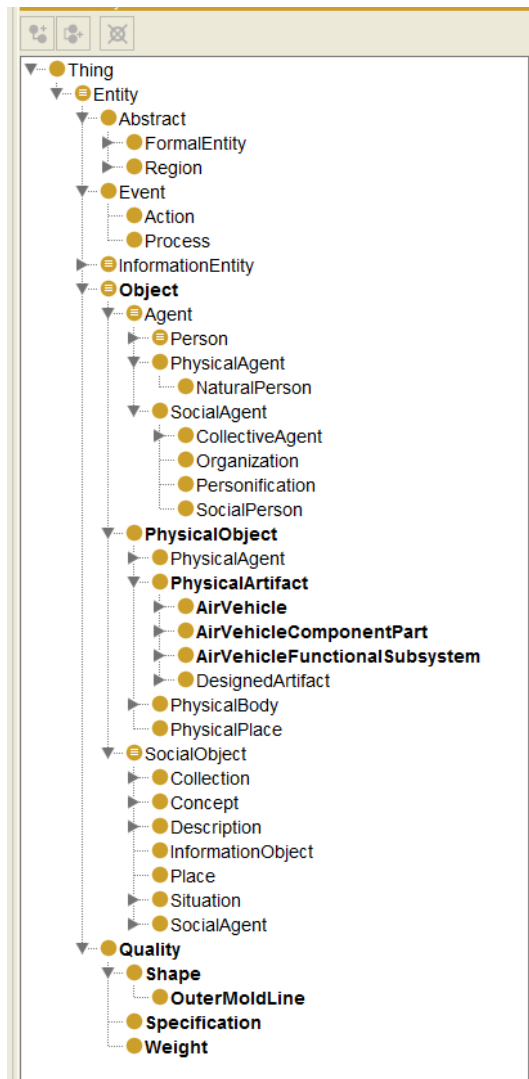 Thing
Entity
Abstract
FormalEntity
Region
Event
Action
Process
InformationEntity
Object
Agent
Person
PhysicalAgent
NaturalPerson
SocialAgent
CollectiveAgent
Organization
Personification
SocialPerson
PhysicalObject
PhysicalAgent
PhysicalArtifact
AirVehicle
AirVehicleComponentPart
AirVehicleFunctionalSubsystem
DesignedArtifact
PhysicalBody
PhysicalPlace
SocialObject
Collection
Concept
Description
InformationObject
Place
Situation
SocialAgent
Quality
Shape
OuterMoldLine
Specification
Weight